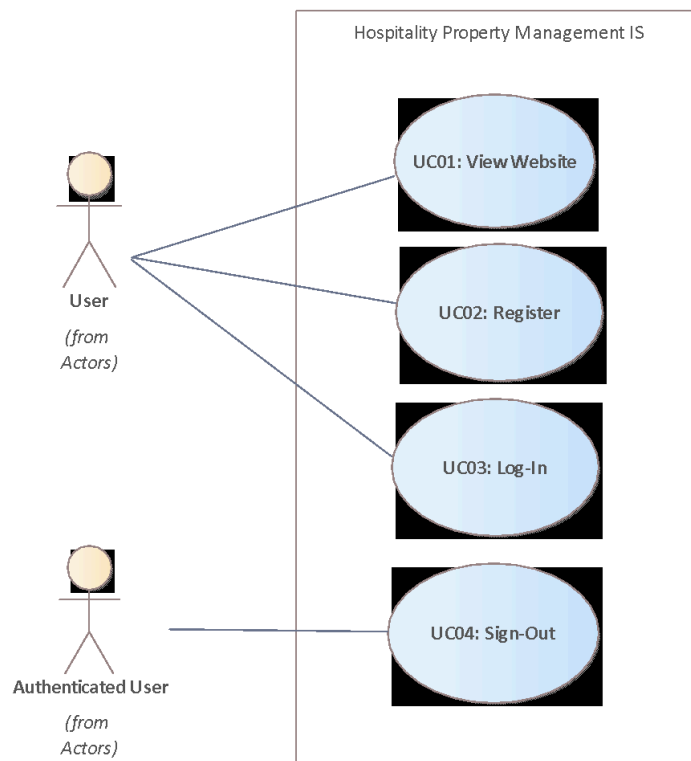 Hospitality Property Management IS
UC01: View Website
UC02: Register
User
(from
Actors)
UC03: Log-In
UC04: Sign-Out
Authenticated User
(from
Actors)